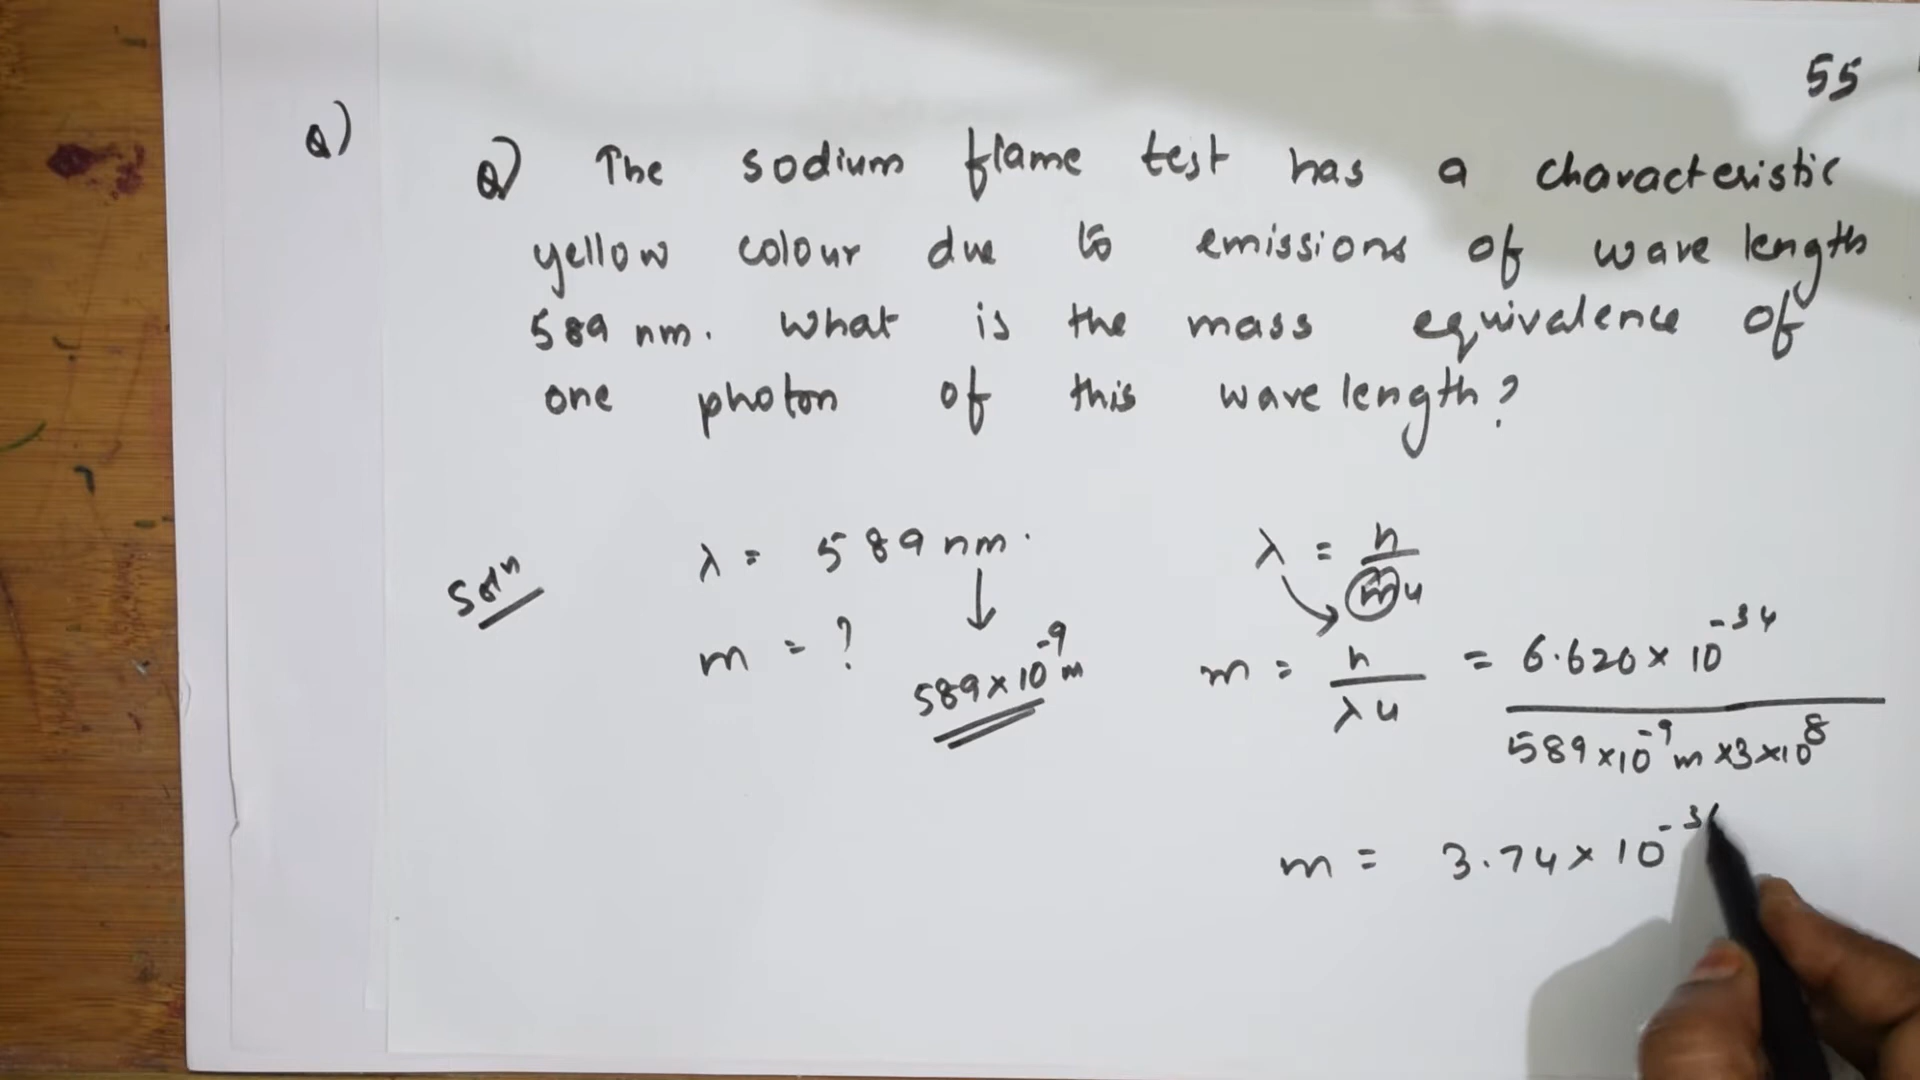 55
Q)
Q) The sodium flame test has a characteristic
yellow colour due to emissions of wave length
589 nm. What is the mass equivalence of
one photon of this wave length?
Soln
λ = 589 nm.
m = ?
589 × 10⁻⁹ m
λ = h / mu
m = h / λu = 6.620 × 10⁻³⁴ / 589 × 10⁻⁹ m × 3 × 10⁸
m = 3.74 × 10⁻³